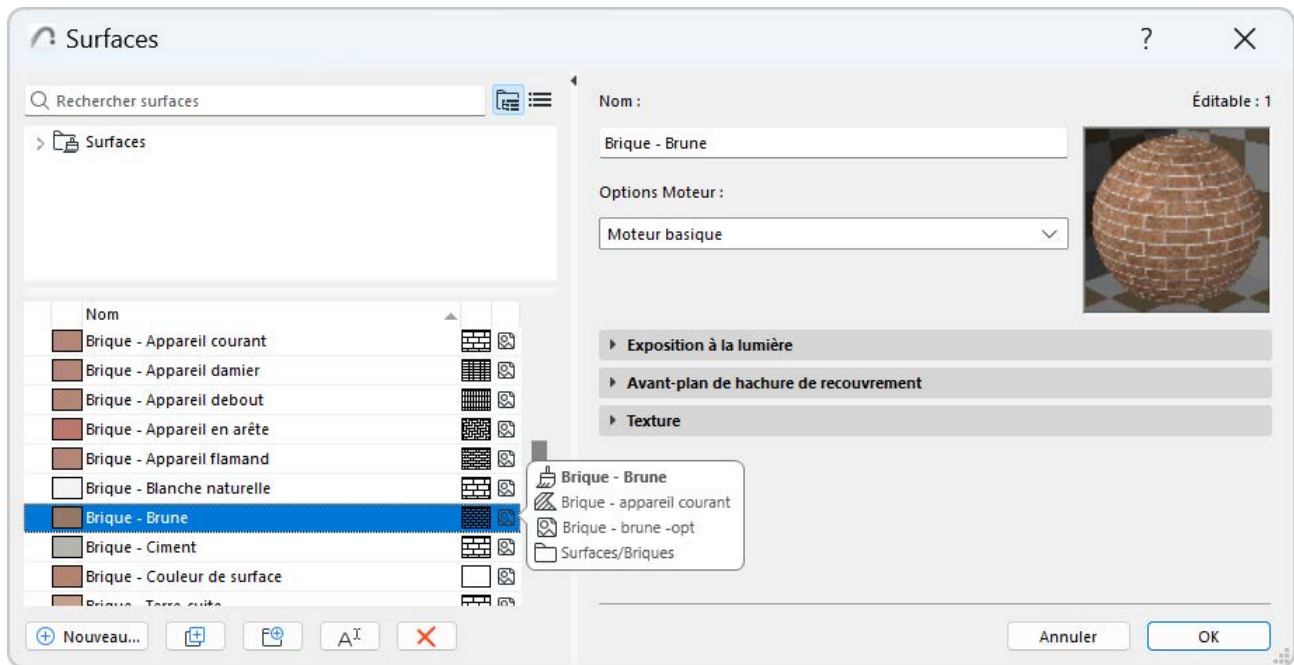 Surfaces
?
Rechercher surfaces
Surfaces
Nom
Brique - Appareil courant
Brique - Appareil damier
Brique - Appareil debout
Brique - Appareil en arête
Brique - Appareil flamand
Brique - Blanche naturelle
Brique - Brune
Brique - Ciment
Brique - Couleur de surface
Brique - Terre cuite
Nouveau...
Nom :
Éditable : 1
Brique - Brune
Options Moteur :
Moteur basique
Exposition à la lumière
Avant-plan de hachure de recouvrement
Texture
Brique - Brune
Brique - appareil courant
Brique - brune -opt
Surfaces/Briques
Annuler
OK